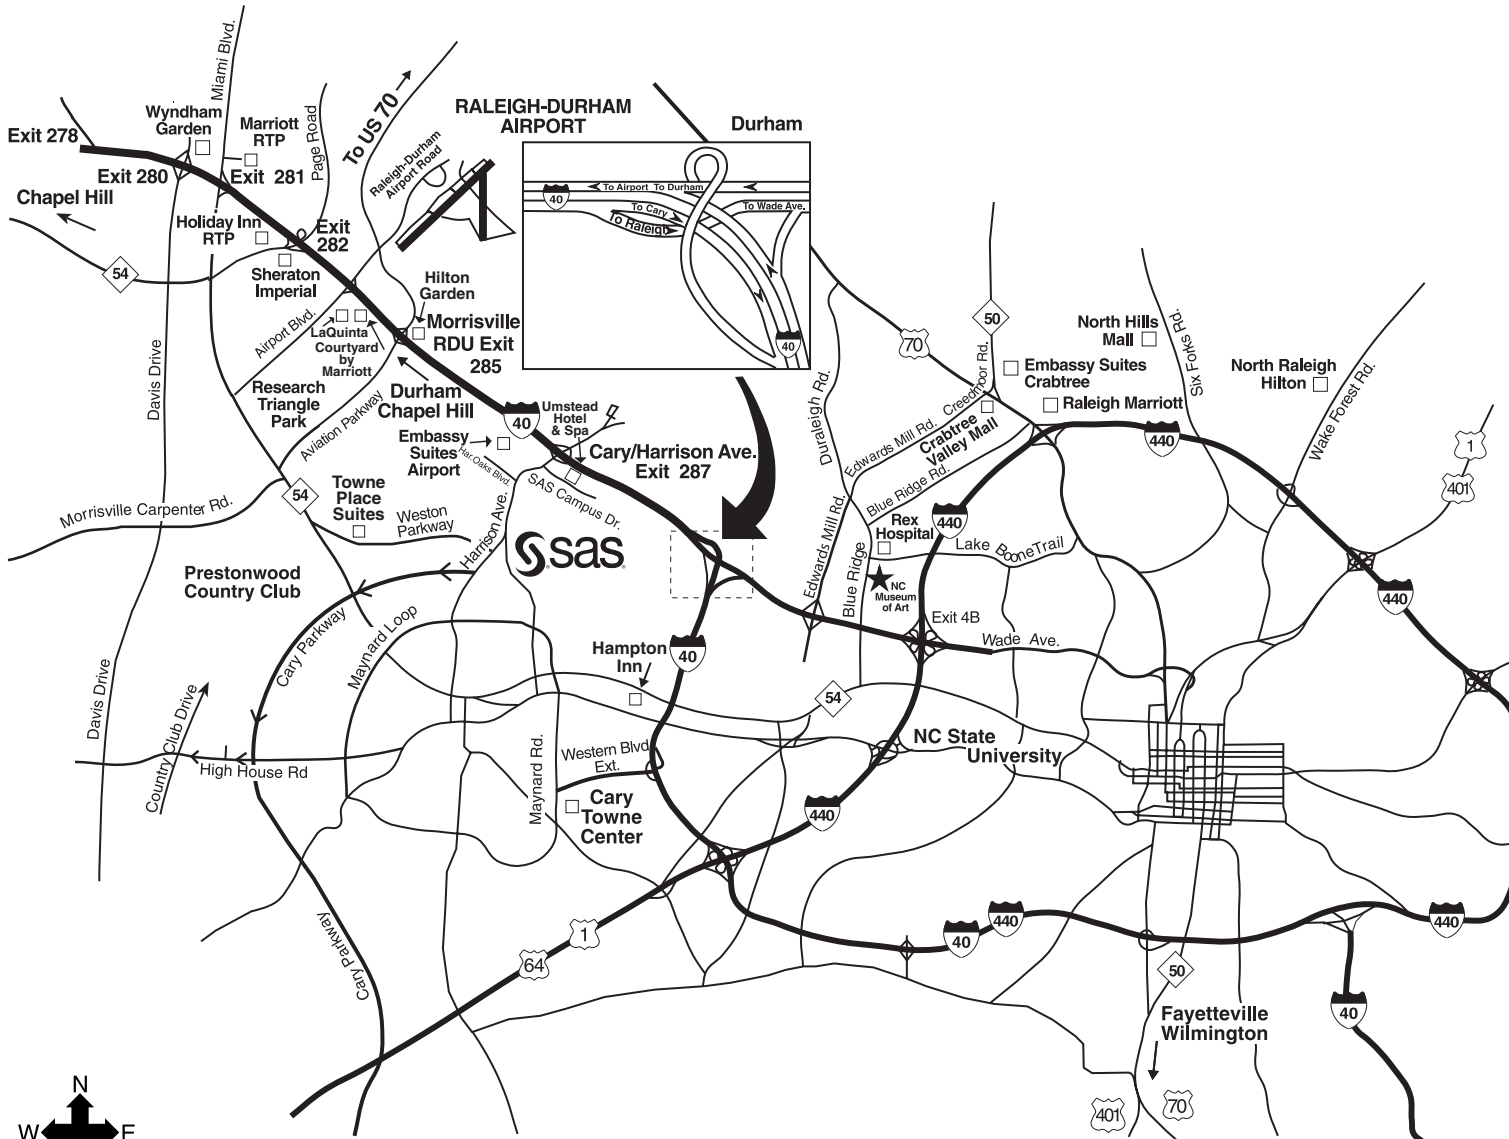 Miami Blvd.
Wyndham
Garden
Marriott
RTP
Page Road
To US 70
RALEIGH-DURHAM
AIRPORT
Durham
Exit 278
Exit 280
Exit 281
Raleigh-Durham
Airport Road
Chapel Hill
Holiday Inn
RTP
Exit
282
54
Sheraton
Imperial
To Airport To Durham
40
To Cary
To Raleigh
To Wade Ave.
40
Hilton
Garden
Airport Blvd.
LaQuinta
Courtyard
by
Marriott
Morrisville
RDU Exit
285
Davis Drive
Research
Triangle
Park
Durham
Chapel Hill
Aviation Parkway
40
Umstead
Hotel
& Spa
Embassy
Suites
Airport
Har.Oaks Blvd.
Cary/Harrison Ave.
Exit 287
SAS Campus Dr.
70
50
Creedmoor Rd.
North Hills
Mall
Six Folks Rd.
Embassy Suites
Crabtree
Raleigh Marriott
North Raleigh
Hilton
Wake Forest Rd.
Duraleigh Rd.
Edwards Mill Rd.
Crabtree
Valley Mall
Blue Ridge Rd.
440
1
401
54
Towne
Place
Suites
Morrisville Carpenter Rd.
Weston
Parkway
Harrison Ave.
sas
Edwards Mill Rd.
Blue Ridge
Rex
Hospital
440
Lake Boone Trail
NC
Museum
of Art
Prestonwood
Country Club
Cary Parkway
Maynard Loop
Exit 4B
Wade Ave.
440
Hampton
Inn
40
54
Davis Drive
Country Club Drive
High House Rd
Maynard Rd.
Western Blvd
Ext.
Cary
Towne
Center
NC State
University
440
Cary Parkway
1
64
40
440
440
50
40
Fayetteville
Wilmington
401
70
N
W
E